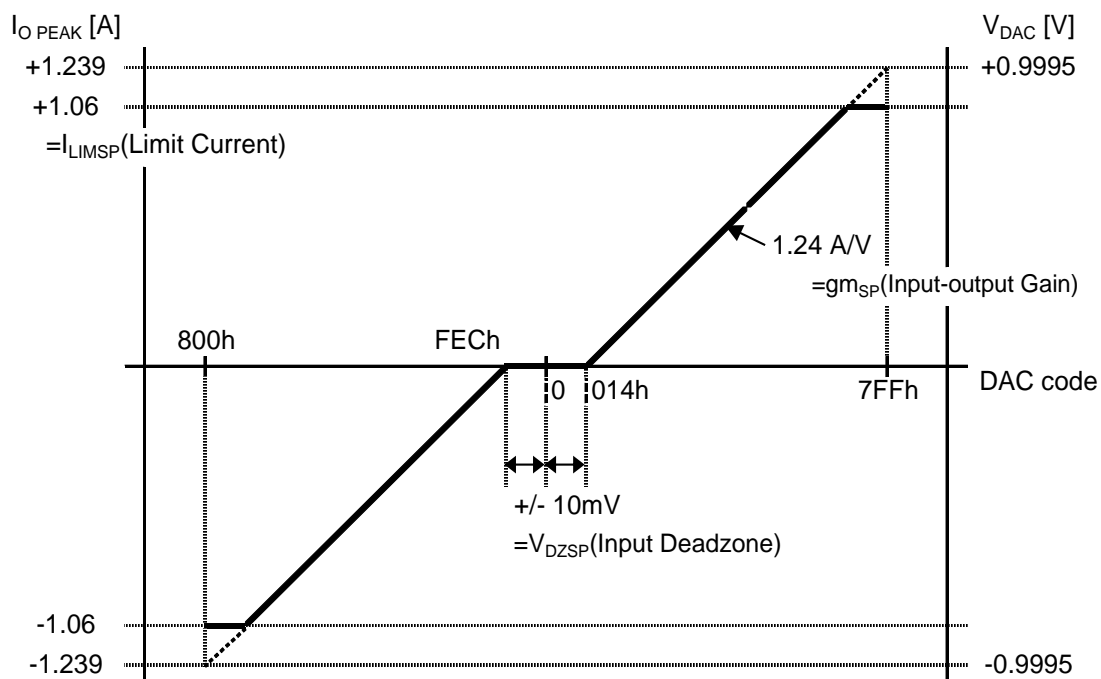 I_O PEAK [A] V_DAC [V]
+1.239 +0.9995
+1.06
=I_LIMSP(Limit Current)
1.24 A/V
=gm_SP(Input-output Gain)
800h FECh
0 014h 7FFh DAC code
+/- 10mV
=V_DZSP(Input Deadzone)
-1.06
-1.239 -0.9995